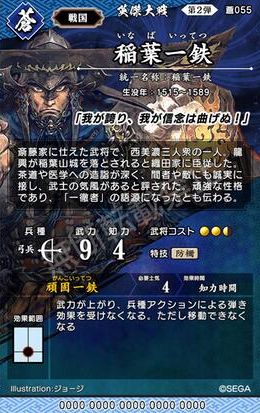 蒼
戦国
英傑大戦
第2弾
蒼055
いなばいってつ
稲葉一鉄
統一名称:稲葉一鉄
生没年:1515~1589
「我が誇り、我が信念は曲げぬ!」
斎藤家に仕えた武将で、西美濃三人衆の一人。龍
興が稲葉山城を落とされると織田家に臣従した。
茶道や医学への造詣が深く、間者や敵にも誠実に
接し、武士の気風があると評された。頑強な性格
であり、「一徹者」の語源になったとも伝わる。
兵種 武力 知力 武将コスト
弓兵 9 4
特技 防柵
がんこいってつ
頑固一鉄
必要士気 4
効果時間 知力時間
効果範囲
武力が上がり、兵種アクションによる弾き
効果を受けなくなる。ただし移動できなく
なる
Illustration:ジョージ
©SEGA
0000-0000-0000-0000-0000